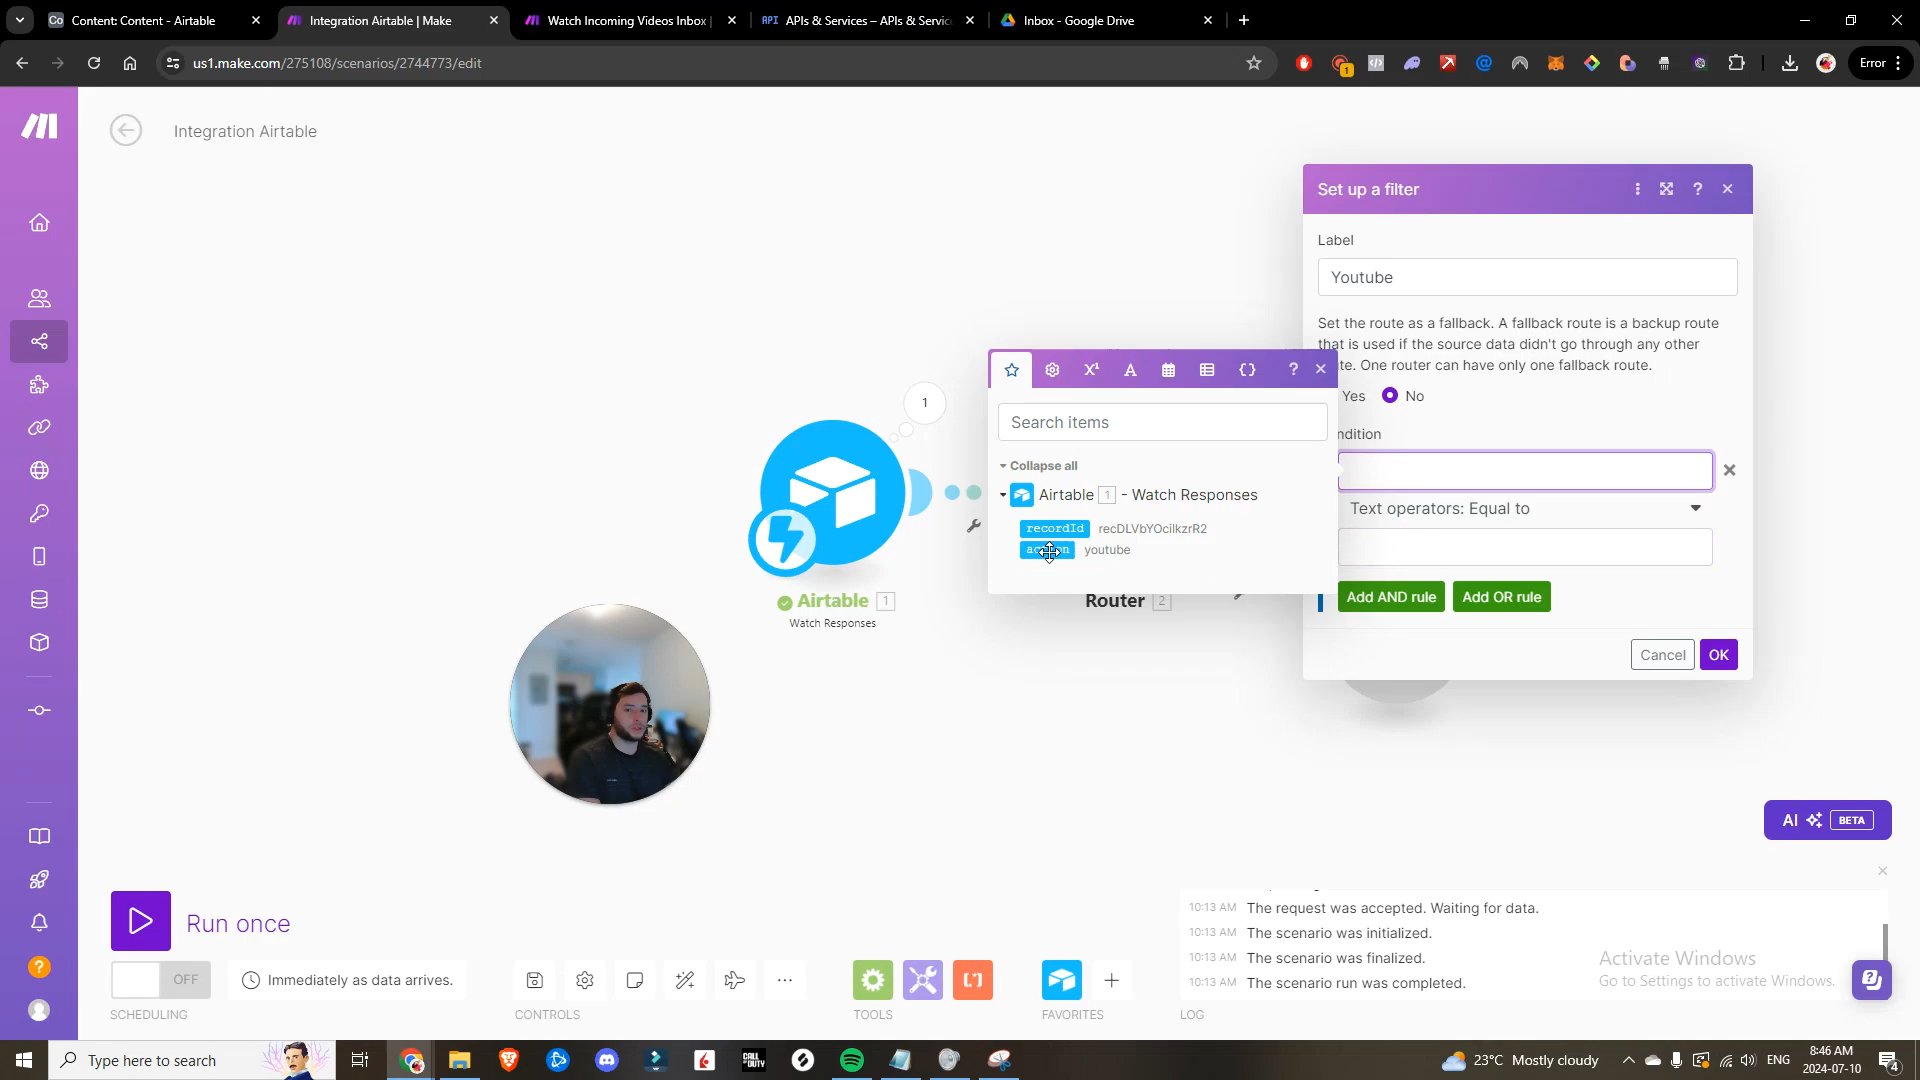 Content: Content - Airtable
Integration Airtable | Make
Watch Incoming Videos Inbox |
APIs & Services – APIs & Servic
Inbox - Google Drive
us1.make.com/275108/scenarios/2744773/edit
Error
Integration Airtable
Set up a filter
Label
Youtube
Set the route as a fallback. A fallback route is a backup route
that is used if the source data didn't go through any other
te. One router can have only one fallback route.
Yes
No
ndition
Text operators: Equal to
Add AND rule
Add OR rule
Cancel
OK
Search items
Collapse all
Airtable 1 - Watch Responses
recordId recDLVbYOcilkzrR2
youtube
1
Airtable 1
Watch Responses
Router 2
AI BETA
Run once
OFF
Immediately as data arrives.
SCHEDULING
CONTROLS
TOOLS
FAVORITES
LOG
10:13 AM The request was accepted. Waiting for data.
10:13 AM The scenario was initialized.
10:13 AM The scenario was finalized.
10:13 AM The scenario run was completed.
Activate Windows
Go to Settings to activate Windows.
Type here to search
23°C Mostly cloudy
ENG
8:46 AM
2024-07-10
4